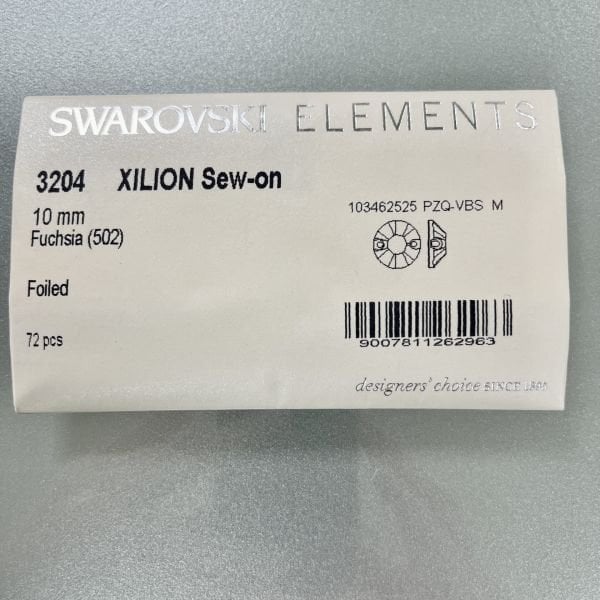 SWAROVSKI ELEMENTS
3204 XILION Sew-on
10 mm
Fuchsia (502)
103462525 PZQ-VBS M
Foiled
72 pcs
9007811262963
designers' choice SINCE 1895